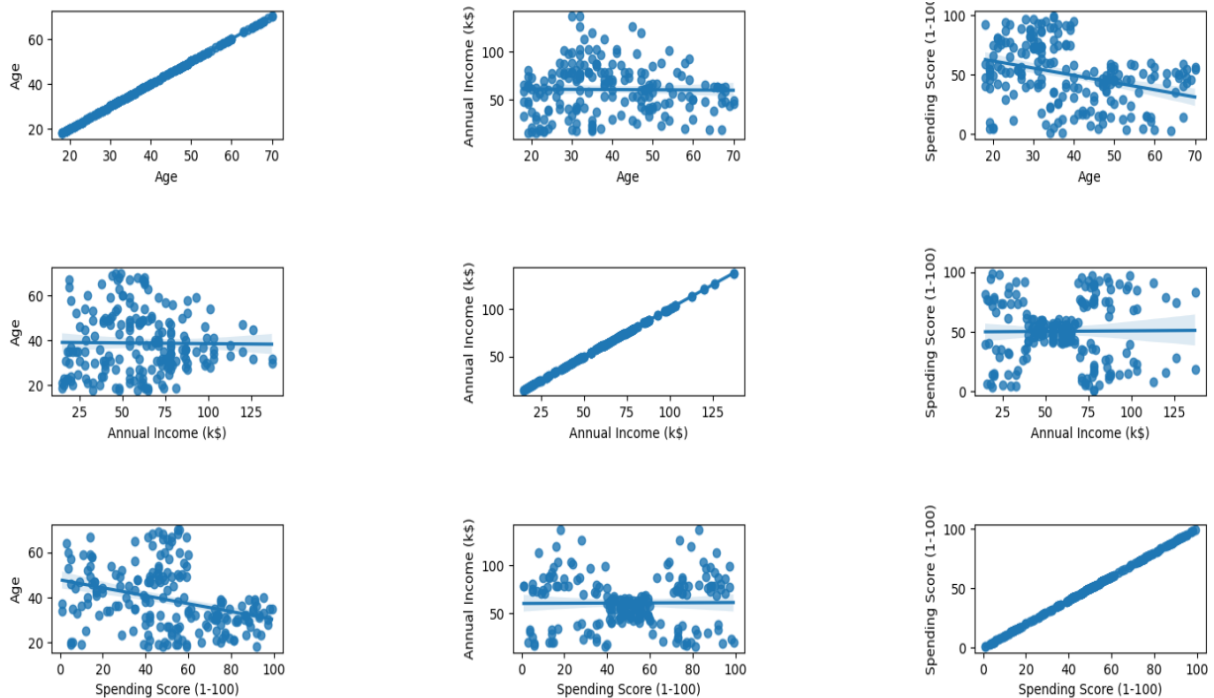 Age
60
40
20
20 30 40 50 60 70
Age
Annual Income (k$)
100
50
20 30 40 50 60 70
Age
Spending Score (1-100
100
50
0
20 30 40 50 60 70
Age
Age
60
40
20
25 50 75 100 125
Annual Income (k$)
Annual Income (k$)
100
50
25 50 75 100 125
Annual Income (k$)
Spending Score (1-100)
100
50
0
25 50 75 100 125
Annual Income (k$)
Age
60
40
20
0 20 40 60 80 100
Spending Score (1-100)
Annual Income (k$)
100
50
0 20 40 60 80 100
Spending Score (1-100)
Spending Score (1-100)
100
50
0
0 20 40 60 80 100
Spending Score (1-100)